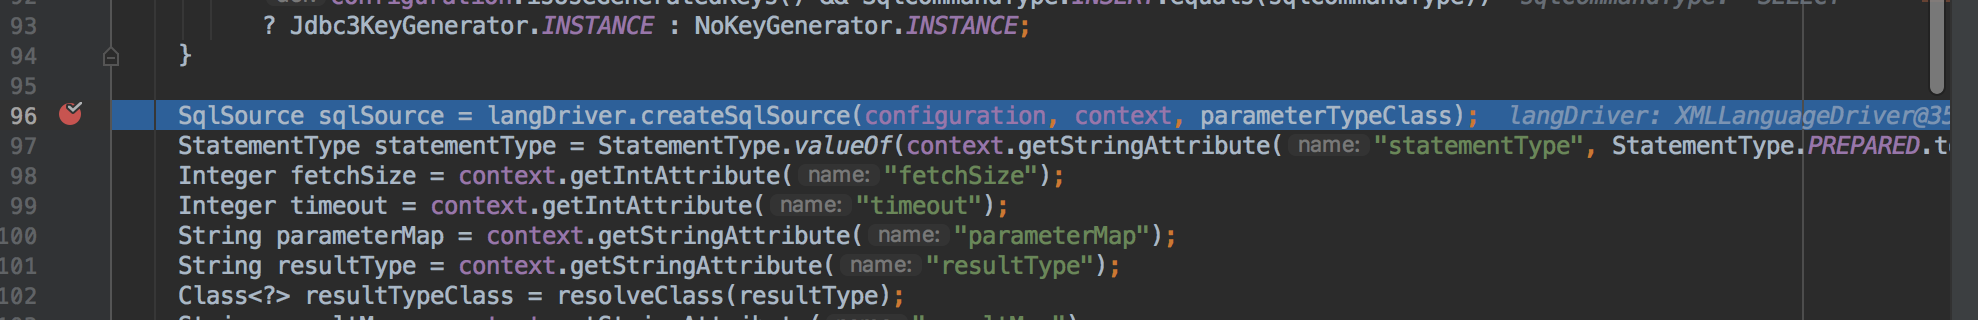 93 ? Jdbc3KeyGenerator.INSTANCE : NoKeyGenerator.INSTANCE;
94 }
95
96 SqlSource sqlSource = langDriver.createSqlSource(configuration, context, parameterTypeClass); langDriver: XMLLanguageDriver@35
97 StatementType statementType = StatementType.valueOf(context.getStringAttribute( name: "statementType", StatementType.PREPARED.to
98 Integer fetchSize = context.getIntAttribute( name: "fetchSize");
99 Integer timeout = context.getIntAttribute( name: "timeout");
100 String parameterMap = context.getStringAttribute( name: "parameterMap");
101 String resultType = context.getStringAttribute( name: "resultType");
102 Class<?> resultTypeClass = resolveClass(resultType);